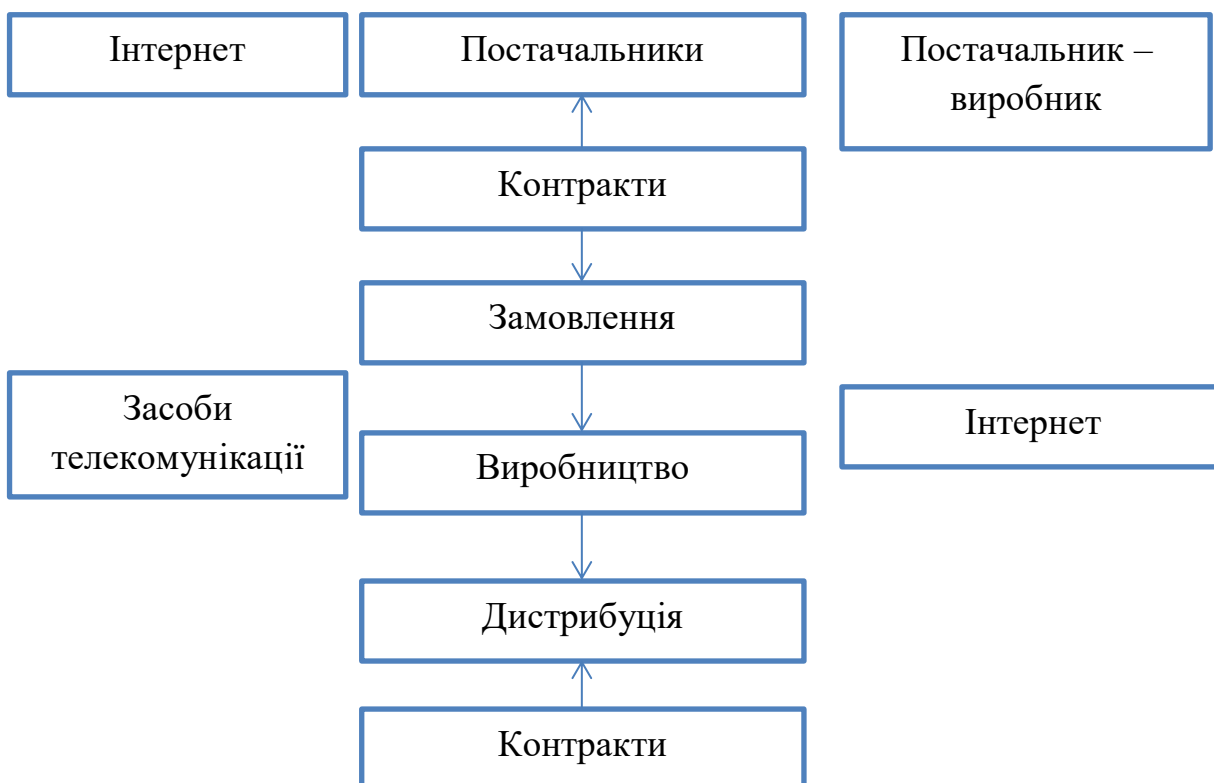 Інтернет
Постачальники
Постачальник –
виробник
Контракти
Замовлення
Засоби
телекомунікації
Інтернет
Виробництво
Дистрибуція
Контракти